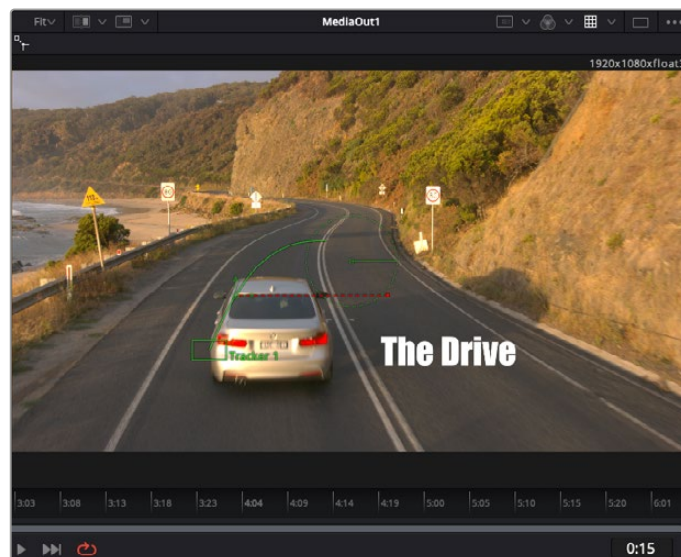 Fit
MediaOut1
1920x1080xfloat
Tracker 1
The Drive
3:03 3:08 3:13 3:18 3:23 4:04 4:09 4:14 4:19 5:00 5:05 5:10 5:15 5:20 6:01
0:15